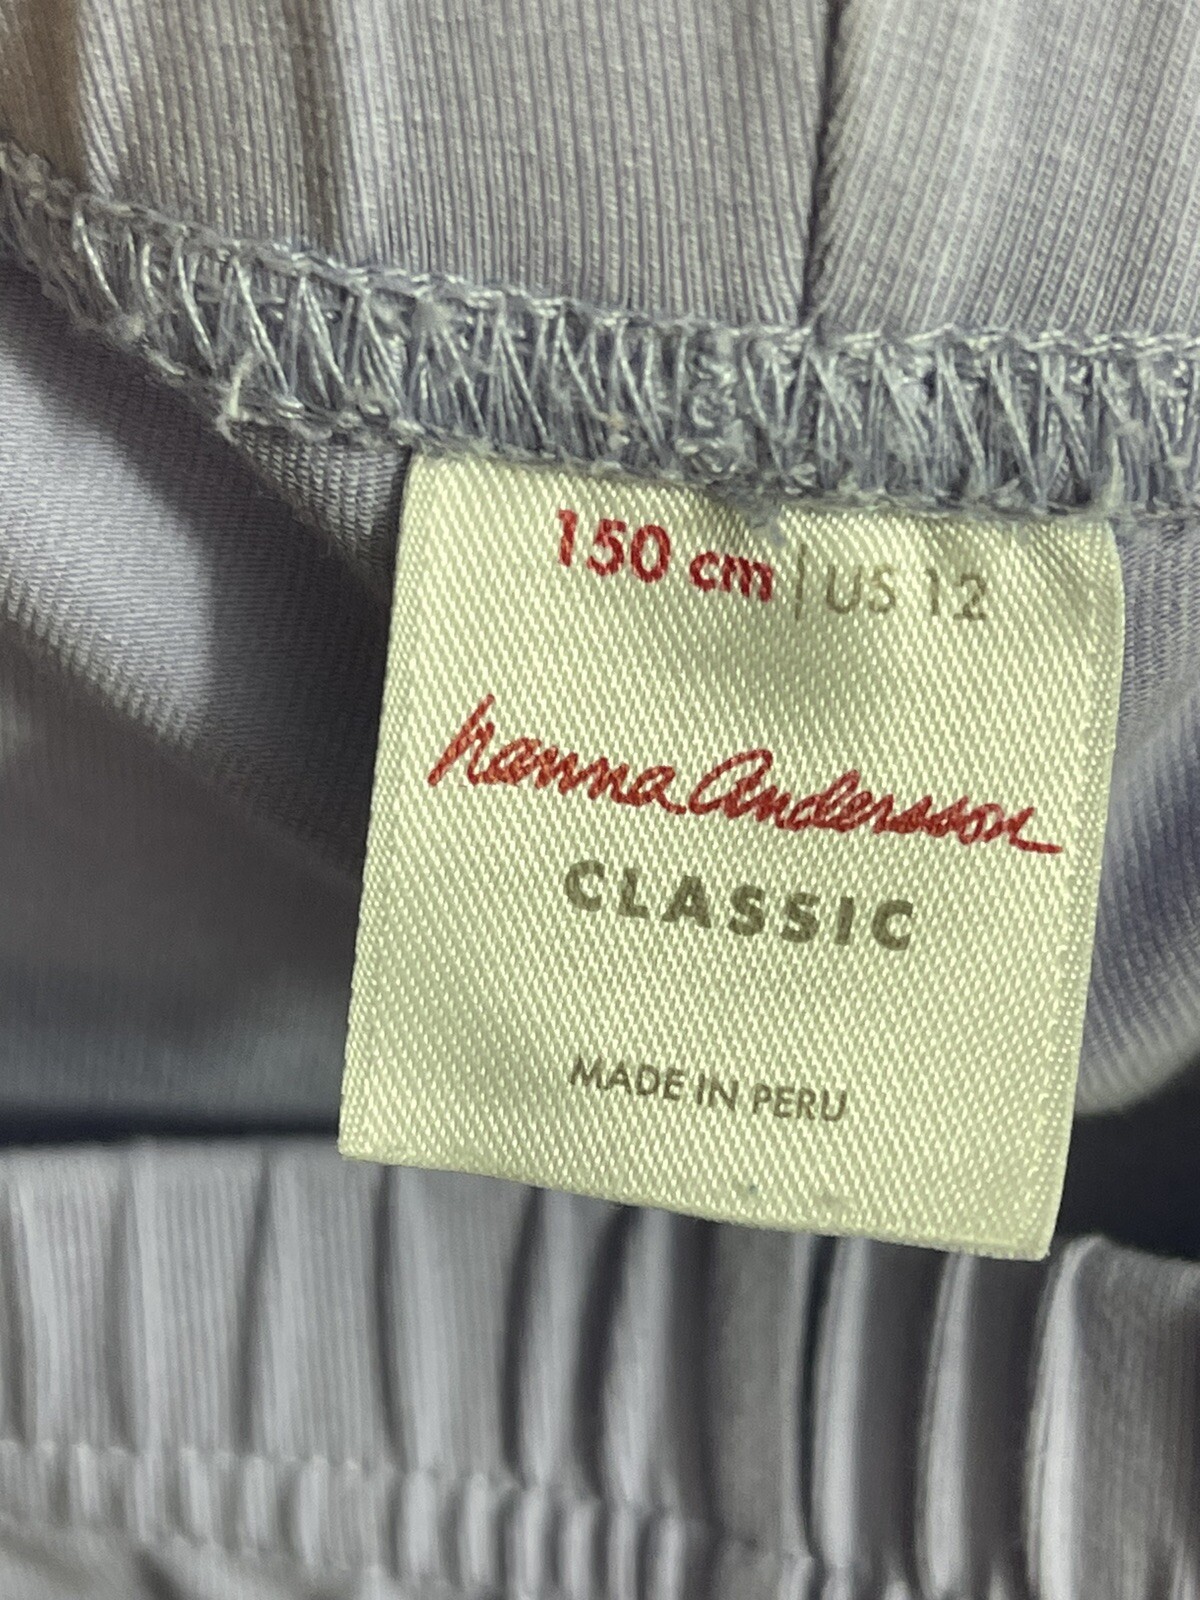 150 cm | US 12
hanna Andersson
CLASSIC
MADE IN PERU